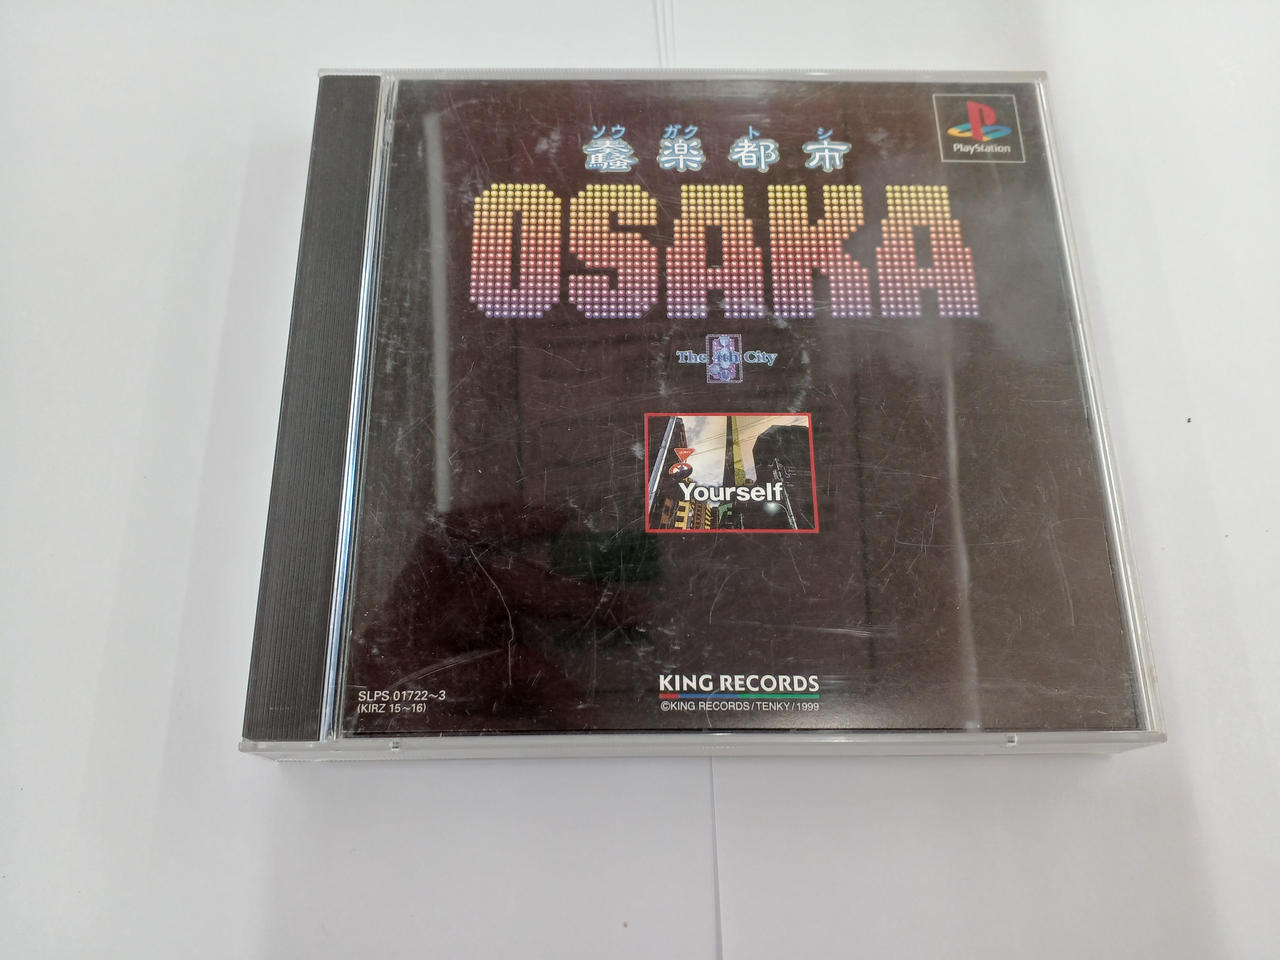 ソウ ガク ト シ
楽都市
OSAKA
PlayStation
The 4th City
Yourself
KING RECORDS
©KING RECORDS/TENKY/1999
SLPS 01722~3
(KIRZ 15~16)